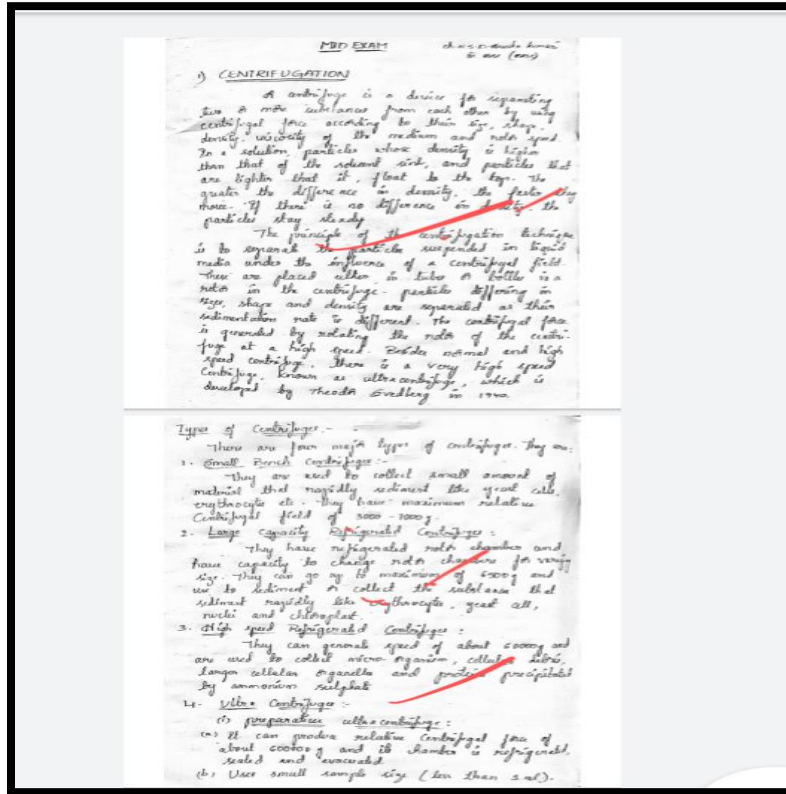 MID EXAM
1) CENTRIFUGATION
A centrifuge is a device for separating
two or more substances from each other by using
centrifugal force according to their size, shape,
density, viscosity of the medium and rotor speed.
In a solution, particles whose density is higher
than that of the solvent sink, and particles that
are lighter than it, float to the top. The
greater the difference in density, the faster they
move. If there is no difference in density, the
particles stay steady
The principle of the centrifugation technique
is to separate the particles suspended in liquid
media under the influence of a centrifugal field.
These are placed either in tubes or bottles in a
rotor in the centrifuge. particles differing in
size, shape and density are separated as their
sedimentation rate is different. The centrifugal force
is generated by rotating the rotor of the centri-
fuge at a high speed. Besides normal and high
speed centrifuge, there is a very high speed
Centrifuge, known as ultracentrifuge, which is
developed by Theodor Svedberg in 1940.
Types of Centrifuges :-
There are four major types of centrifuges. They are:
1. Small Bench Centrifuges :-
They are used to collect small amount of
material that rapidly sediment like yeast cells,
erythrocytes etc. They have maximum relative
Centrifugal field of 3000 - 7000 g.
2. Large capacity Refrigerated Centrifuges :
They have refrigerated rotor chamber and
have capacity to change rotor chambers for varify
size. They can go up to maximum of 6500 g and
use to sediment or collect the substance that
sediment rapidly like erythrocytes, yeast cell,
nuclei and chloroplast.
3. High speed Refrigerated Centrifuges :
They can generate speed of about 60000 g and
are used to collect micro-organism, cellular debris,
larger cellular organelles and proteins precipitated
by ammonium sulphate
4. Ultra Centrifuges :-
(i) preparative ultracentrifuge :
(a) It can produce relative Centrifugal force of
about 600000 g and its chamber is refrigerated,
sealed and evacuated
(b) Uses small sample size (less than 1 ml).